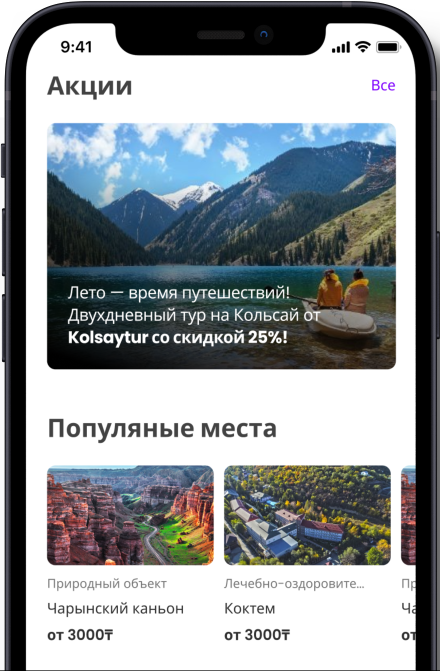 9:41
Акции
Все
Лето — время путешествий!
Двухдневный тур на Кольсай от
Kolsaytur со скидкой 25%!
Популяные места
Природный объект
Лечебно-оздоровите...
Пр
Чарынский каньон
Коктем
Ча
от 3000₸
от 3000₸
от